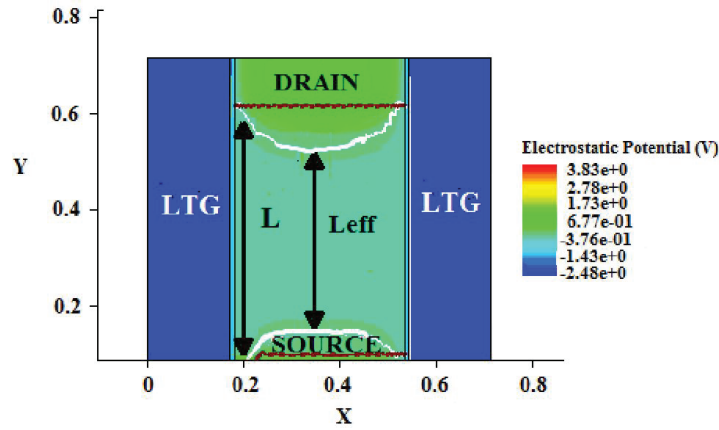 0.8
DRAIN
0.6
Y
Electrostatic Potential (V)
3.83e+0
2.78e+0
1.73e+0
6.77e-01
-3.76e-01
-1.43e+0
-2.48e+0
LTG
L
Leff
LTG
0.4
0.2
SOURCE
0
0.2
0.4
0.6
0.8
X